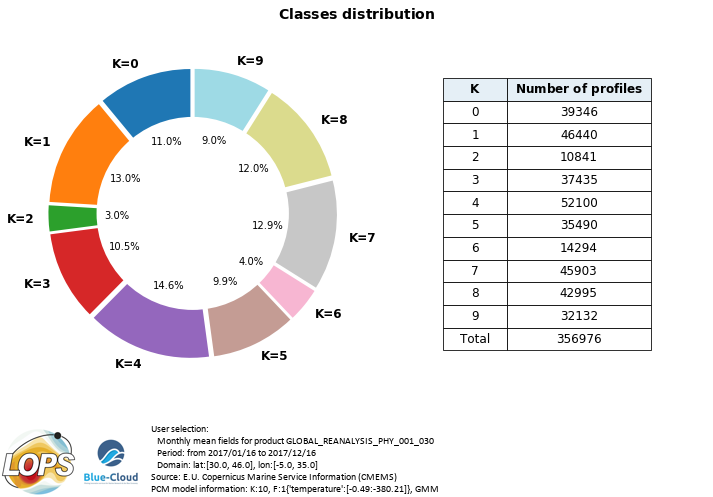 Classes distribution
K=0
K=9
K=1
K=8
K=2
K=7
K=3
K=6
K=4
K=5
11.0%
9.0%
13.0%
12.0%
3.0%
12.9%
10.5%
4.0%
14.6%
9.9%
K Number of profiles
0 39346
1 46440
2 10841
3 37435
4 52100
5 35490
6 14294
7 45903
8 42995
9 32132
Total 356976
LOPS
Blue-Cloud
User selection:
Monthly mean fields for product GLOBAL_REANALYSIS_PHY_001_030
Period: from 2017/01/16 to 2017/12/16
Domain: lat:[30.0, 46.0], lon:[-5.0, 35.0]
Source: E.U. Copernicus Marine Service Information (CMEMS)
PCM model information: K:10, F:1{'temperature':[-0.49:-380.21]}, GMM